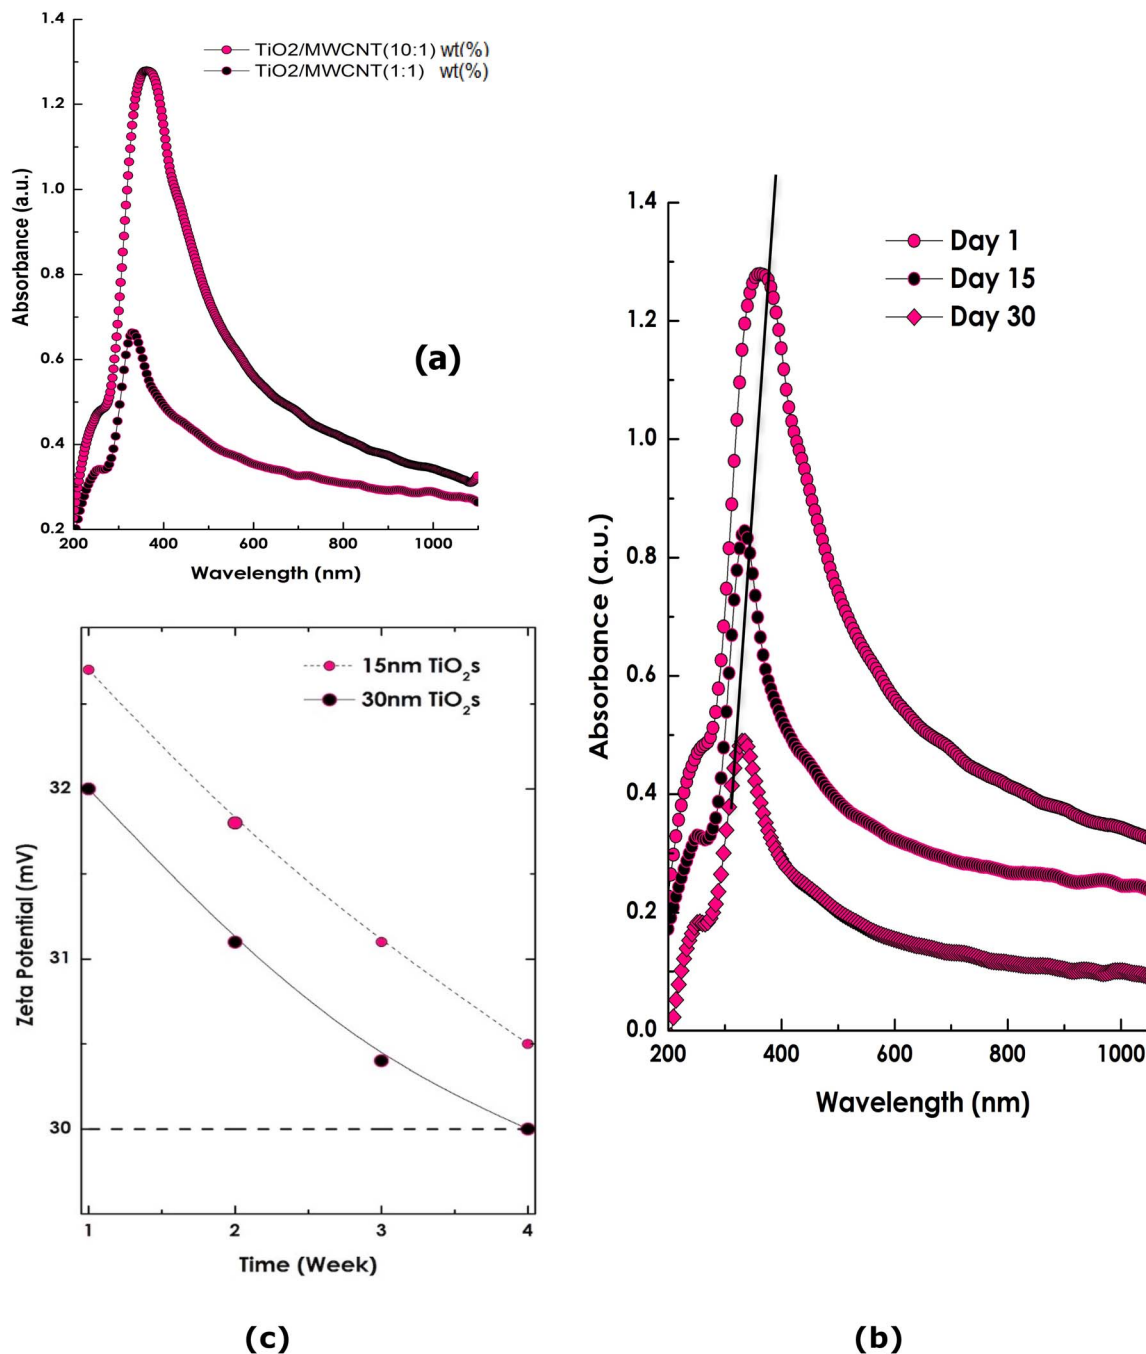 TiO2/MWCNT(10:1) wt(%)
TiO2/MWCNT(1:1) wt(%)
1.4
1.2
1.0
0.8
0.6
0.4
0.2
Absorbance (a.u.)
(a)
200 400 600 800 1000
Wavelength (nm)
15nm TiO2s
30nm TiO2s
32
31
30
Zeta Potential (mV)
1 2 3 4
Time (Week)
(c)
Day 1
Day 15
Day 30
1.4
1.2
1.0
0.8
0.6
0.4
0.2
0.0
Absorbance (a.u.)
200 400 600 800 1000
Wavelength (nm)
(b)